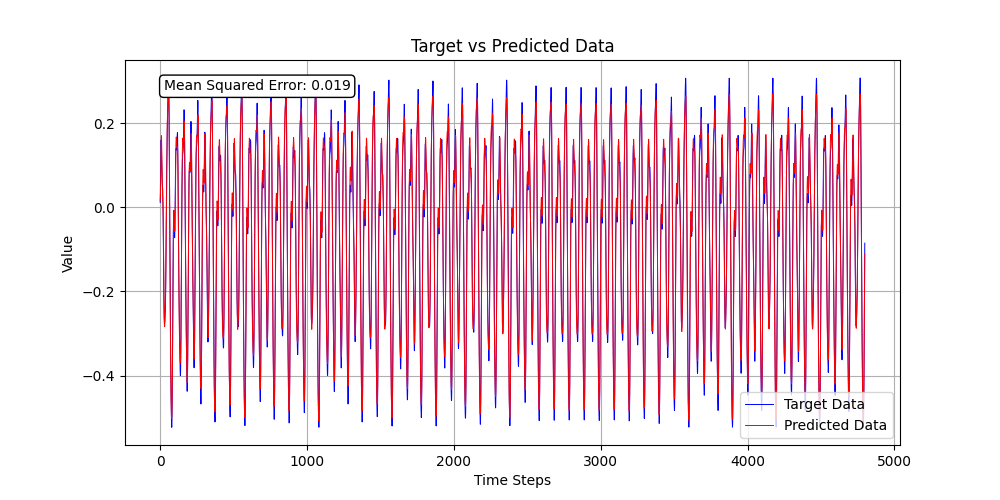 Target vs Predicted Data
Mean Squared Error: 0.019
0.2
0.0
−0.2
−0.4
Value
0
1000
2000
3000
4000
5000
Time Steps
Target Data
Predicted Data